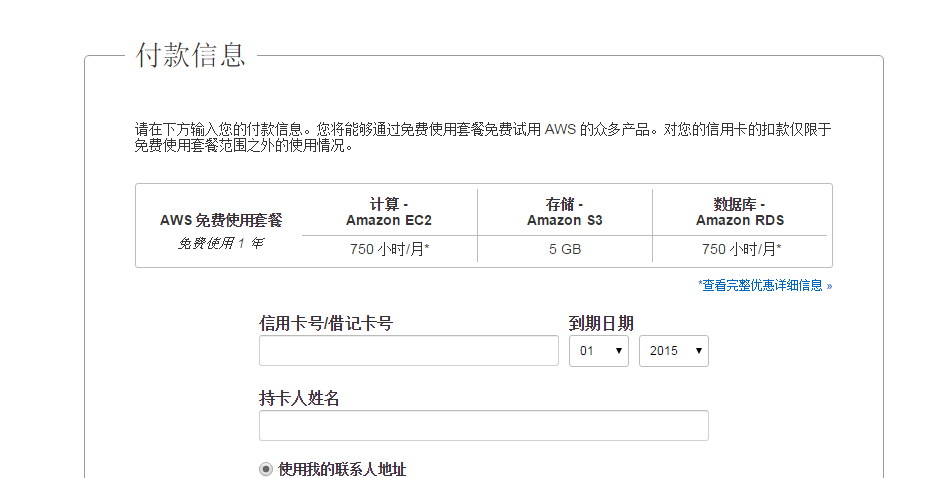 付款信息
请在下方输入您的付款信息。您将能够通过免费使用套餐免费试用 AWS 的众多产品。对您的信用卡的扣款仅限于
免费使用套餐范围之外的使用情况。
AWS 免费使用套餐
免费使用 1 年
计算 -
Amazon EC2
750 小时/月*
存储 -
Amazon S3
5 GB
数据库 -
Amazon RDS
750 小时/月*
*查看完整优惠详细信息 »
信用卡号/借记卡号
到期日期
01
2015
持卡人姓名
使用我的联系人地址